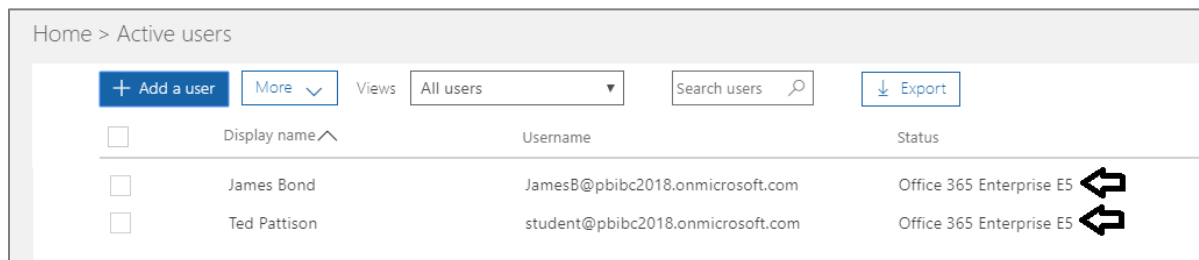 Home > Active users
+ Add a user More Views All users Search users Export
Display name Username Status
James Bond JamesB@pbibc2018.onmicrosoft.com Office 365 Enterprise E5
Ted Pattison student@pbibc2018.onmicrosoft.com Office 365 Enterprise E5